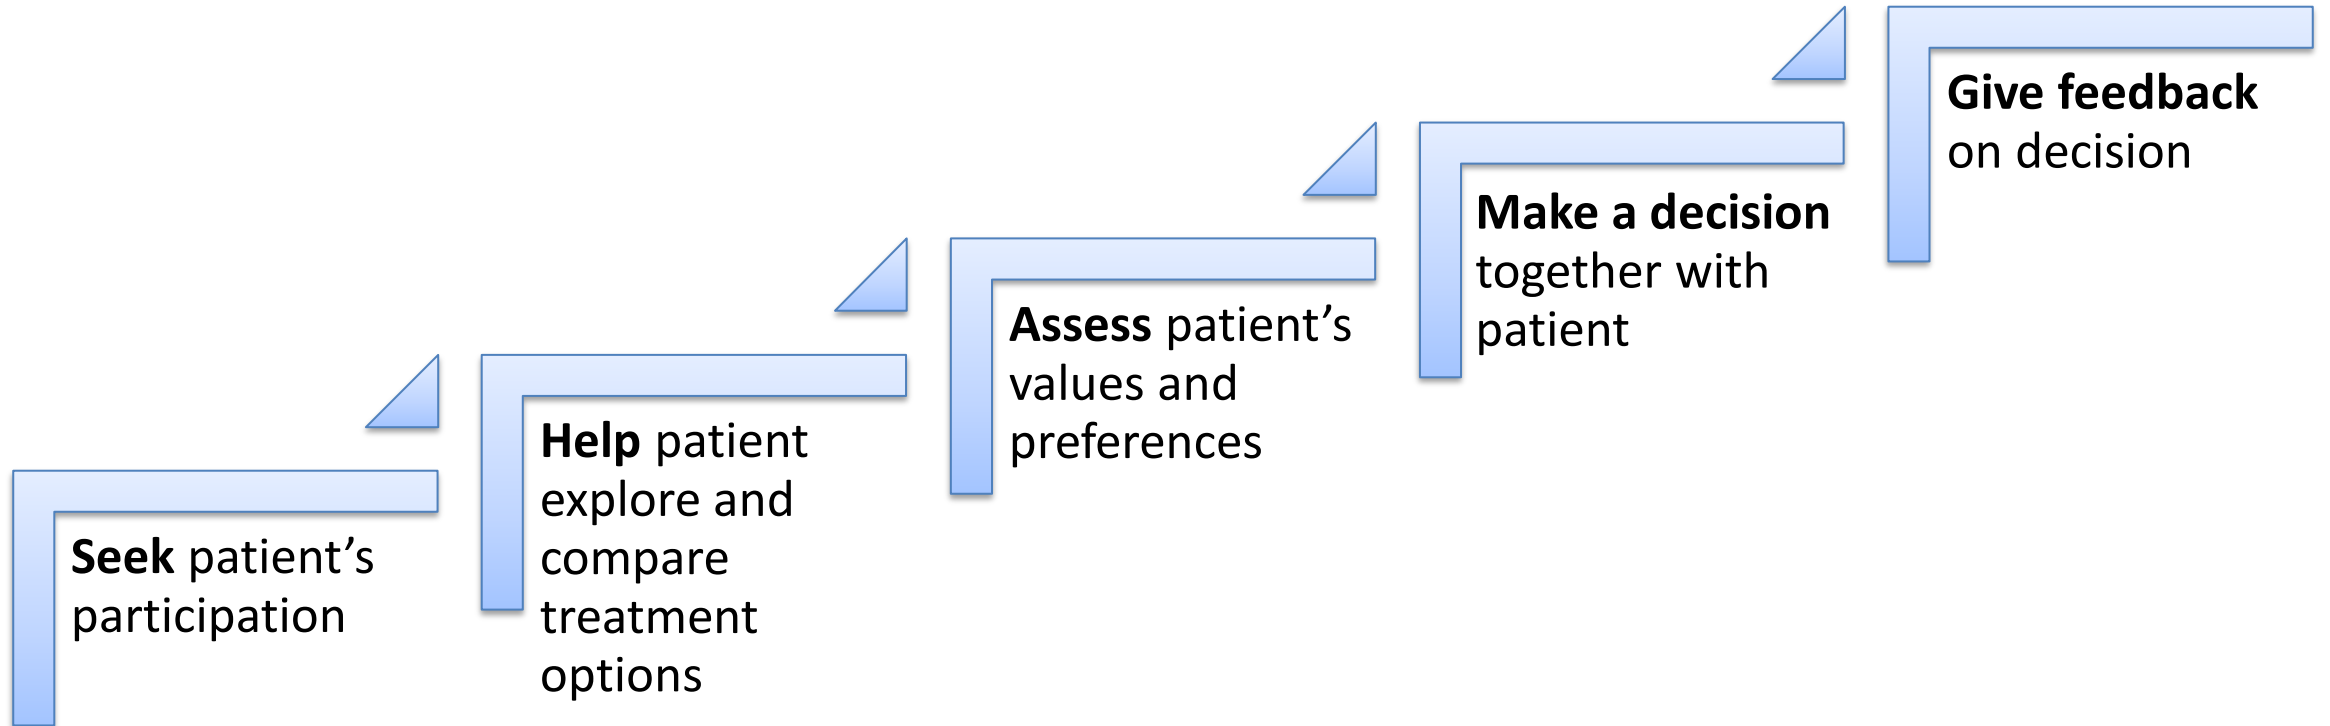 Seek patient’s
participation
Help patient
explore and
compare
treatment
options
Assess patient’s
values and
preferences
Make a decision
together with
patient
Give feedback
on decision